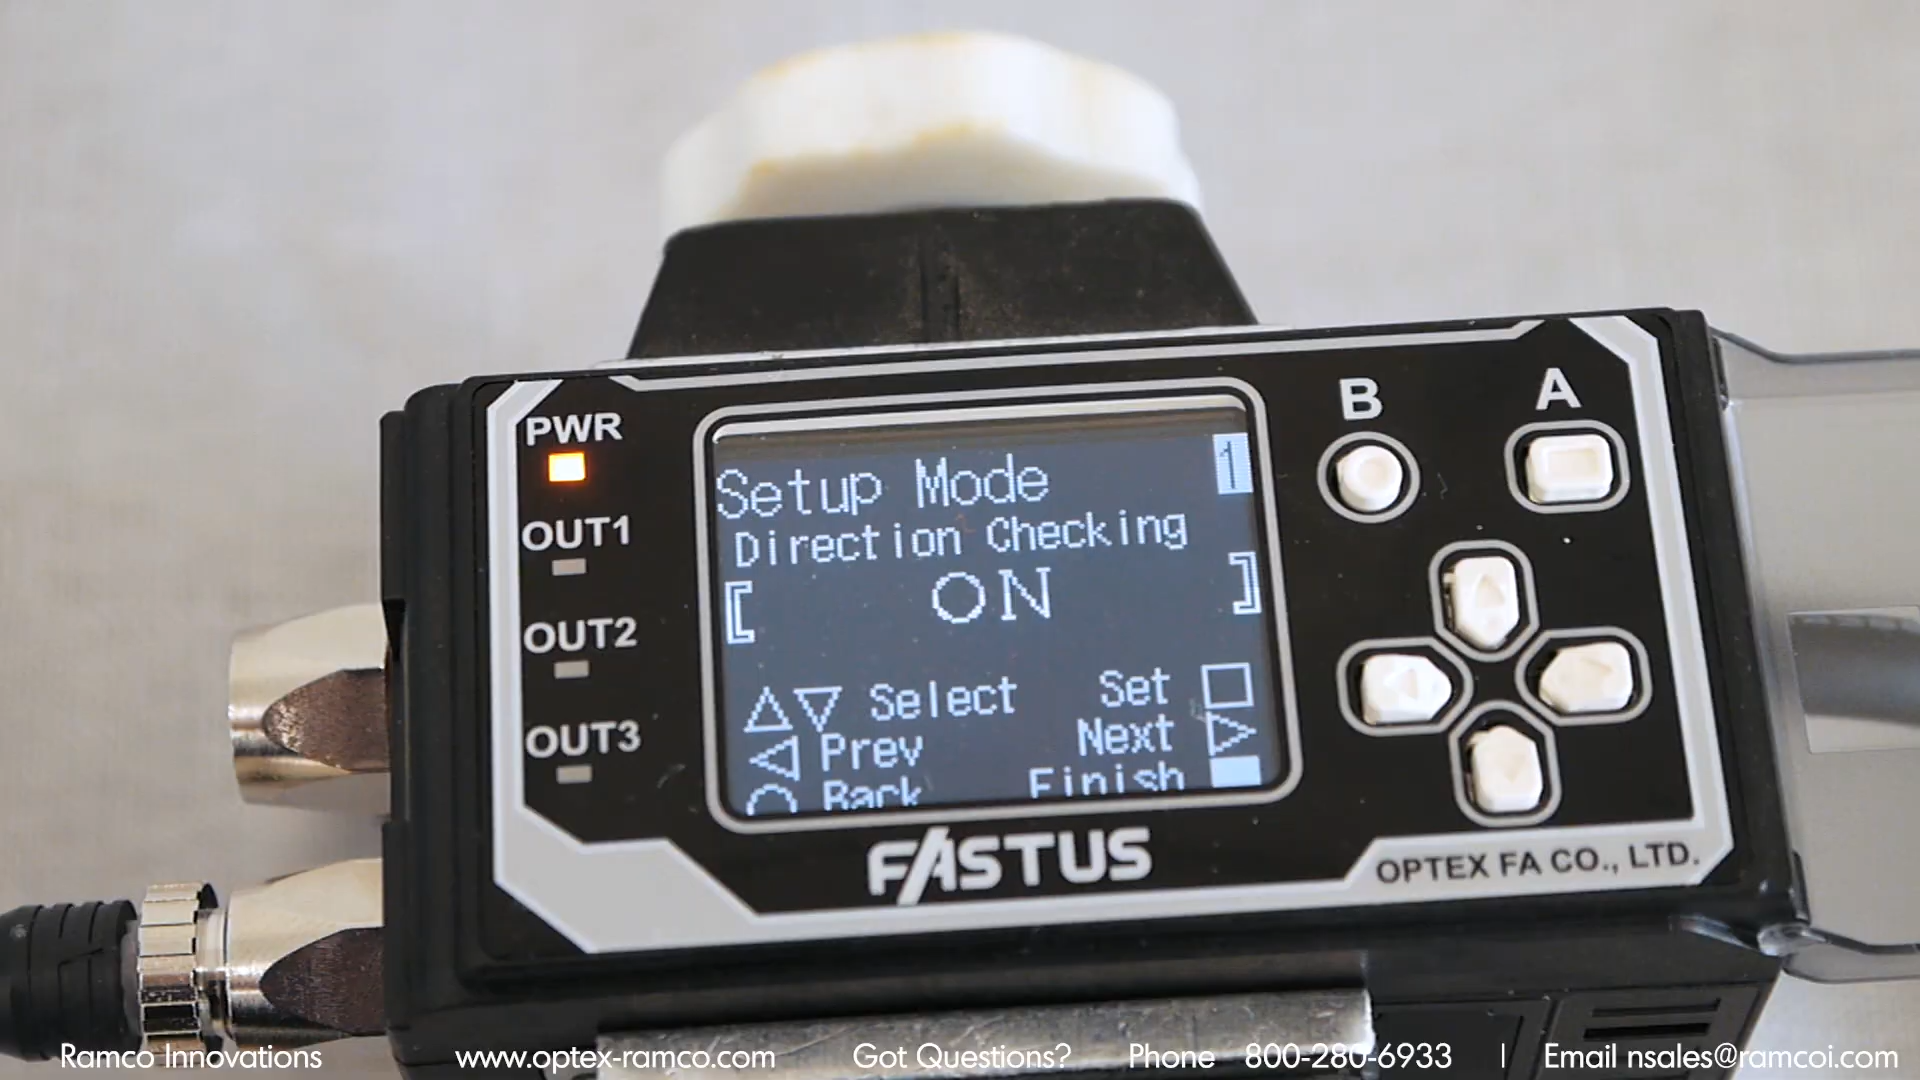 B A
PWR
OUT1
OUT2
OUT3
Setup Mode 1
Direction Checking
[ ON ]
△▽ Select Set □
◁ Prev Next ▷
○ Back Finish ■
FASTUS
OPTEX FA CO., LTD.
Ramco Innovations www.optex-ramco.com Got Questions? Phone 800-280-6933 | Email nsales@ramcoi.com